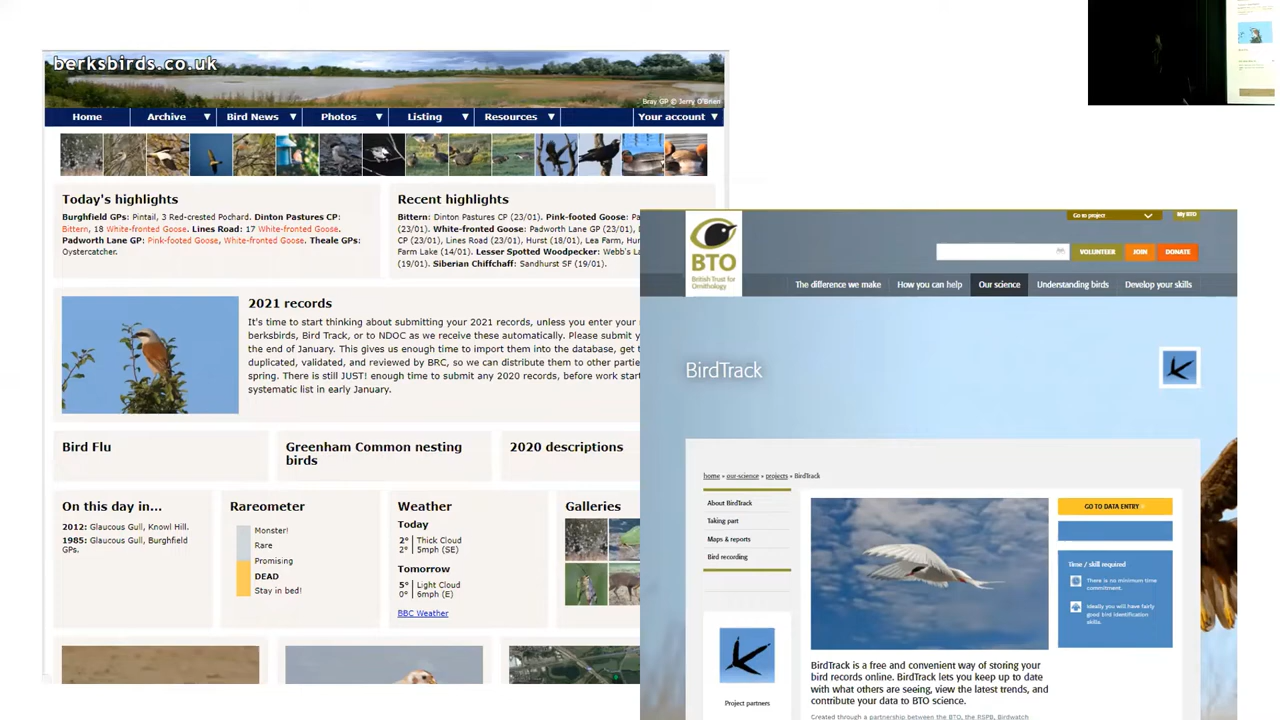 berksbirds.co.uk
Bray GP © Jerry O'Brien
Home
Archive
Bird News
Photos
Listing
Resources
Your account
Today's highlights
Burghfield GPs: Pintail, 3 Red-crested Pochard. Dinton Pastures CP:
Bittern, 18 White-fronted Goose. Lines Road: 17 White-fronted Goose.
Padworth Lane GP: Pink-footed Goose, White-fronted Goose. Theale GPs:
Oystercatcher.
Recent highlights
Bittern: Dinton Pastures CP (23/01). Pink-footed Goose: Pa
(23/01). White-fronted Goose: Padworth Lane GP (23/01), D
CP (23/01), Lines Road (23/01), Hurst (18/01), Lea Farm, Hur
Farm Lake (14/01). Lesser Spotted Woodpecker: Webb's La
(19/01). Siberian Chiffchaff: Sandhurst SF (19/01).
2021 records
It's time to start thinking about submitting your 2021 records, unless you enter your
berksbirds, Bird Track, or to NDOC as we receive these automatically. Please submit y
the end of January. This gives us enough time to import them into the database, get t
duplicated, validated, and reviewed by BRC, so we can distribute them to other partie
spring. There is still JUST! enough time to submit any 2020 records, before work start
systematic list in early January.
Bird Flu
Greenham Common nesting
birds
2020 descriptions
On this day in...
2012: Glaucous Gull, Knowl Hill.
1985: Glaucous Gull, Burghfield
GPs.
Rareometer
Monster!
Rare
Promising
DEAD
Stay in bed!
Weather
Today
2° Thick Cloud
2° 5mph (SE)
Tomorrow
5° Light Cloud
0° 6mph (E)
BBC Weather
Galleries
BTO
British Trust for
Ornithology
Go to project
My BTO
VOLUNTEER
JOIN
DONATE
The difference we make
How you can help
Our science
Understanding birds
Develop your skills
BirdTrack
home » our-science » projects » BirdTrack
About BirdTrack
Taking part
Maps & reports
Bird recording
Project partners
GO TO DATA ENTRY
Time / skill required
There is no minimum time
commitment.
Ideally you will have fairly
good bird identification
skills.
BirdTrack is a free and convenient way of storing your
bird records online. BirdTrack lets you keep up to date
with what others are seeing, view the latest trends, and
contribute your data to BTO science.
Created through a partnership between the BTO, the RSPB, Birdwatch